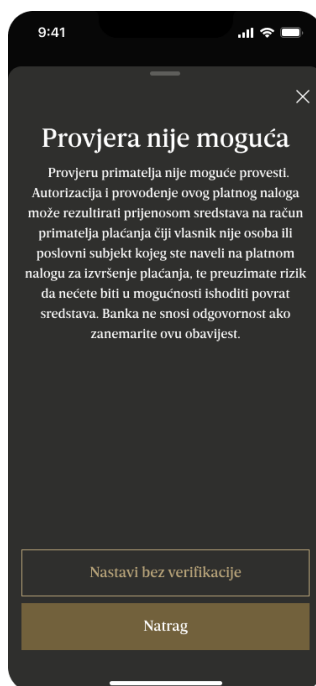 9:41
Provjera nije moguća
Provjeru primatelja nije moguće provesti.
Autorizacija i provođenje ovog platnog naloga
može rezultirati prijenosom sredstava na račun
primatelja plaćanja čiji vlasnik nije osoba ili
poslovni subjekt kojeg ste naveli na platnom
nalogu za izvršenje plaćanja, te preuzimate rizik
da nećete biti u mogućnosti ishoditi povrat
sredstava. Banka ne snosi odgovornost ako
zanemarite ovu obavijest.
Nastavi bez verifikacije
Natrag